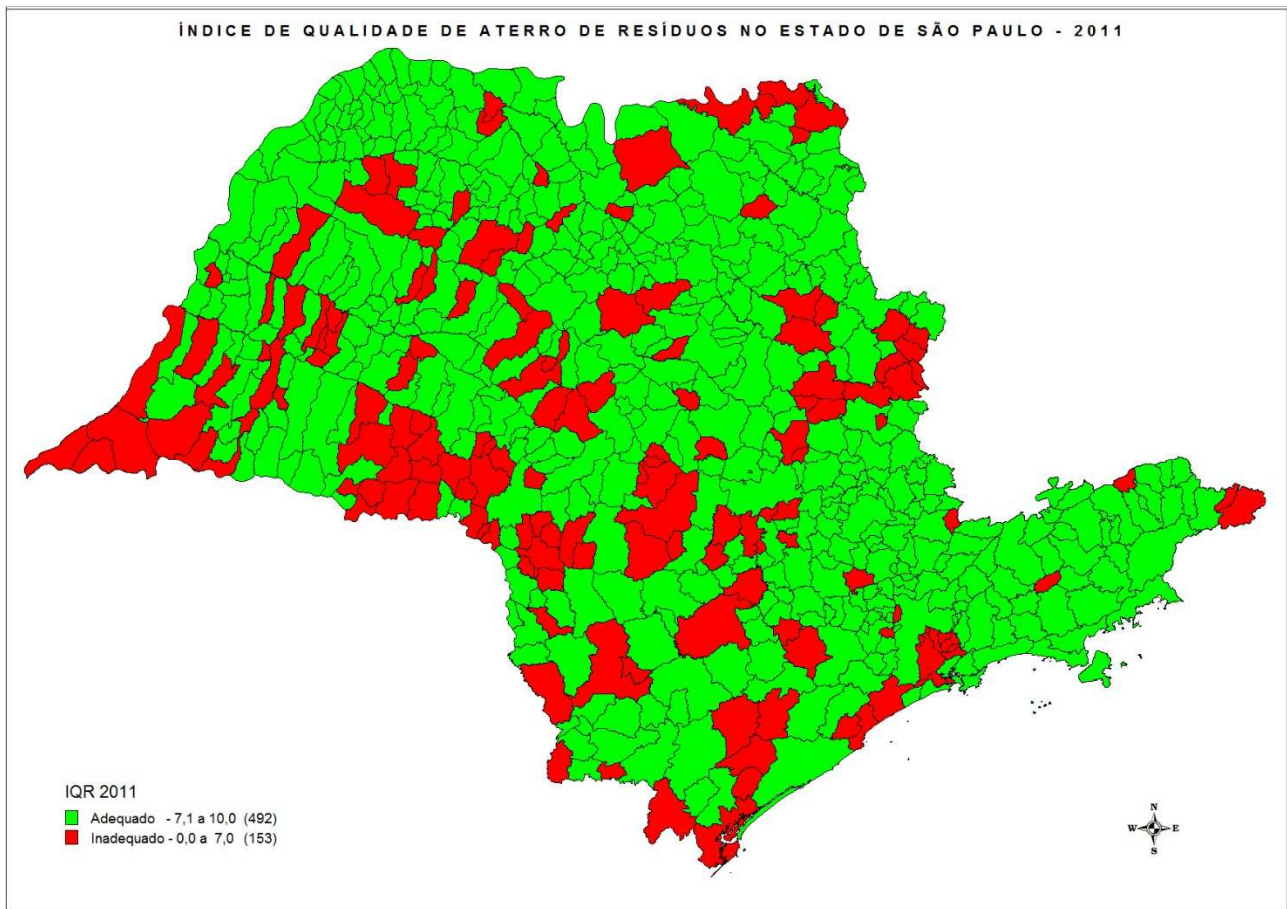 ÍNDICE DE QUALIDADE DE ATERRO DE RESÍDUOS NO ESTADO DE SÃO PAULO - 2011
IQR 2011
Adequado - 7,1 a 10,0 (492)
Inadequado - 0,0 a 7,0 (153)
N
W E
S